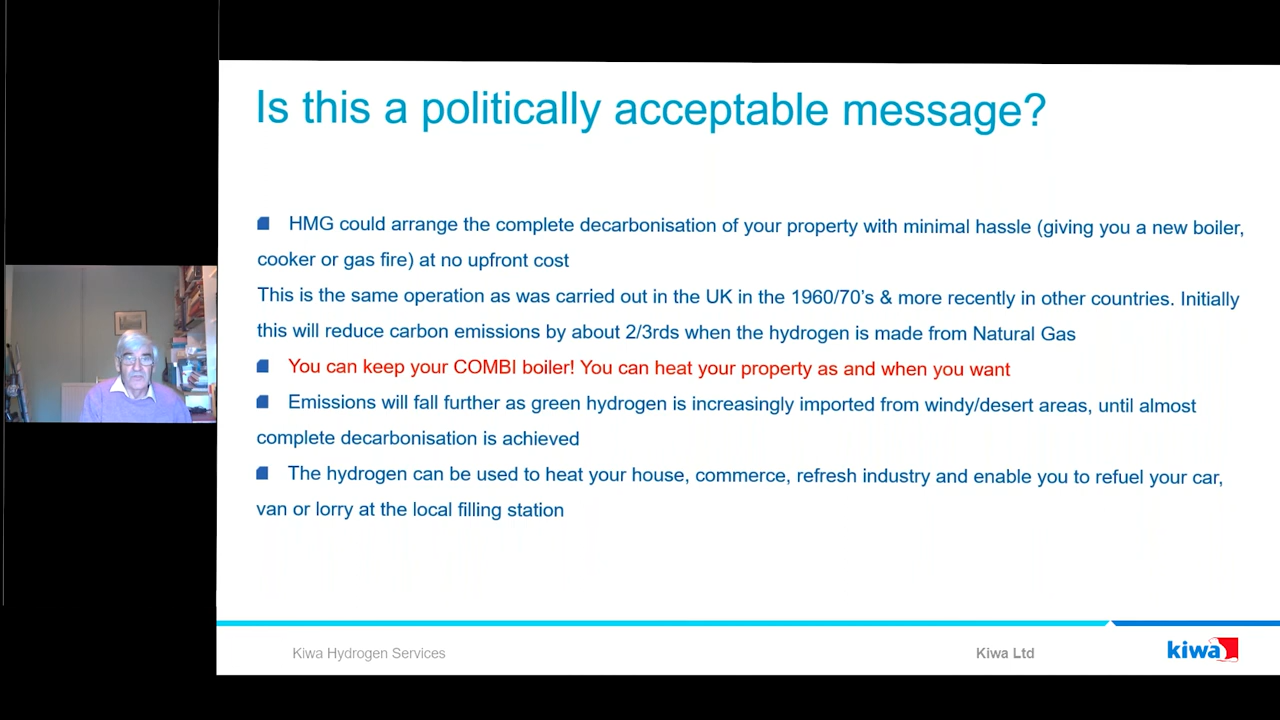 Is this a politically acceptable message?
HMG could arrange the complete decarbonisation of your property with minimal hassle (giving you a new boiler,
cooker or gas fire) at no upfront cost
This is the same operation as was carried out in the UK in the 1960/70's & more recently in other countries. Initially
this will reduce carbon emissions by about 2/3rds when the hydrogen is made from Natural Gas
You can keep your COMBI boiler! You can heat your property as and when you want
Emissions will fall further as green hydrogen is increasingly imported from windy/desert areas, until almost
complete decarbonisation is achieved
The hydrogen can be used to heat your house, commerce, refresh industry and enable you to refuel your car,
van or lorry at the local filling station
Kiwa Hydrogen Services
Kiwa Ltd
kiwa